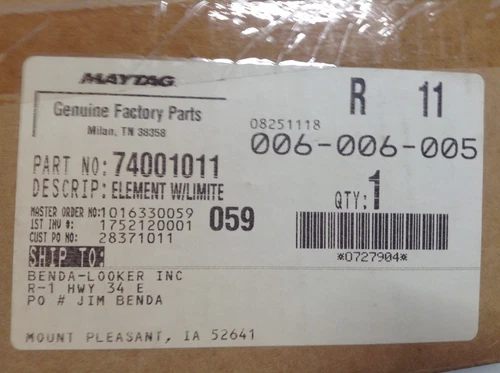 MAYTAG
Genuine Factory Parts
Milan, TN 38358
R 11
08251118
006-006-005
PART NO: 74001011
DESCRIP: ELEMENT W/LIMITE
MASTER ORDER NO: 1016330059 059
1ST INV #: 1752120001
CUST PO NO: 28371011
QTY: 1
*0727904*
SHIP TO:
BENDA-LOOKER INC
R-1 HWY 34 E
PO # JIM BENDA
MOUNT PLEASANT, IA 52641